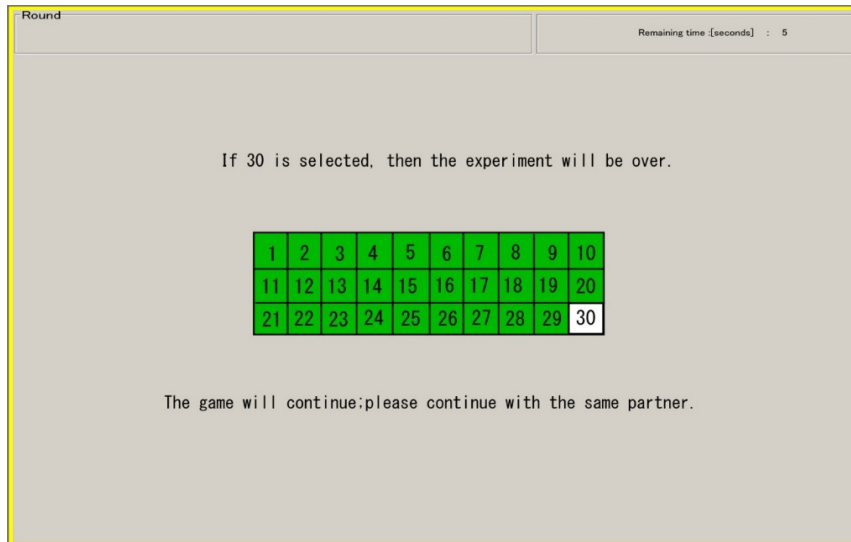 Round
Remaining time :[seconds] : 5
If 30 is selected, then the experiment will be over.
1 2 3 4 5 6 7 8 9 10
11 12 13 14 15 16 17 18 19 20
21 22 23 24 25 26 27 28 29 30
The game will continue;please continue with the same partner.